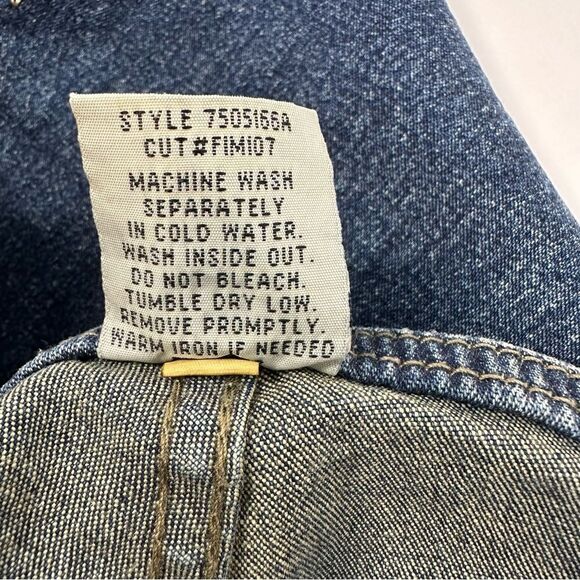 STYLE 7505166A
CUT#FIM107
MACHINE WASH
SEPARATELY
IN COLD WATER.
WASH INSIDE OUT.
DO NOT BLEACH.
TUMBLE DRY LOW.
REMOVE PROMPTLY.
WARM IRON IF NEEDED